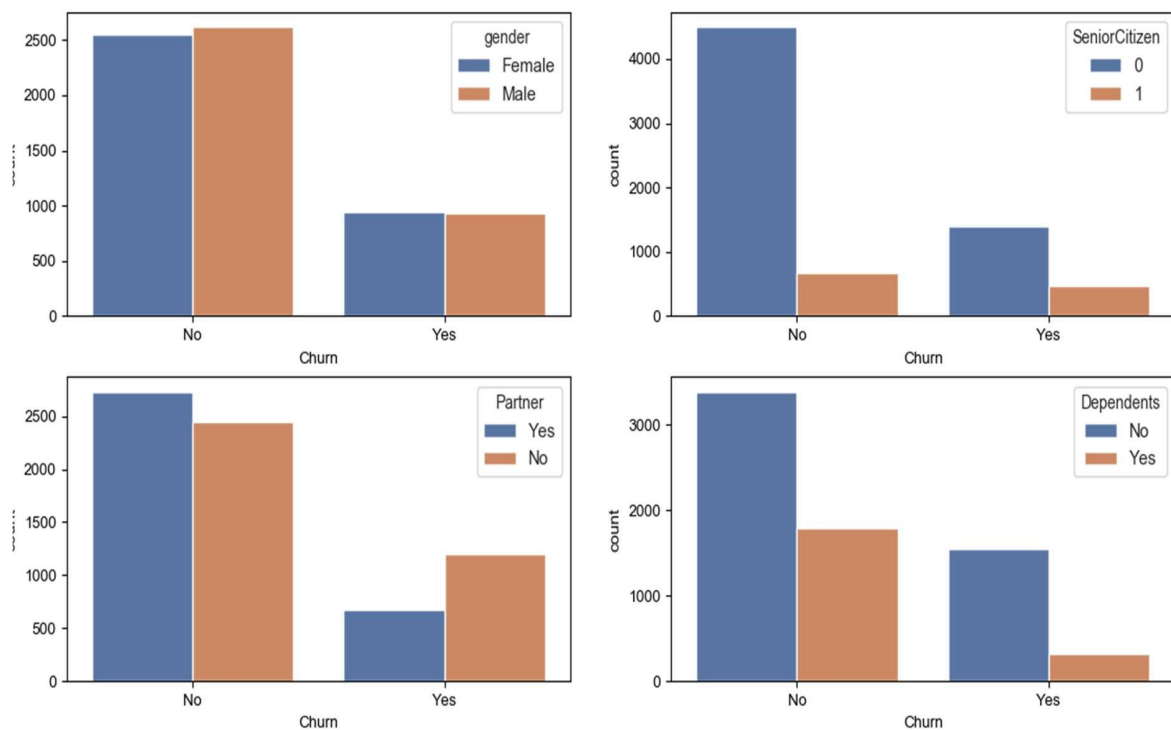 gender
Female
Male
2500
2000
1500
1000
500
0
count
No
Yes
Churn
SeniorCitizen
0
1
4000
3000
2000
1000
0
count
No
Yes
Churn
Partner
Yes
No
2500
2000
1500
1000
500
0
count
No
Yes
Churn
Dependents
No
Yes
3000
2000
1000
0
count
No
Yes
Churn